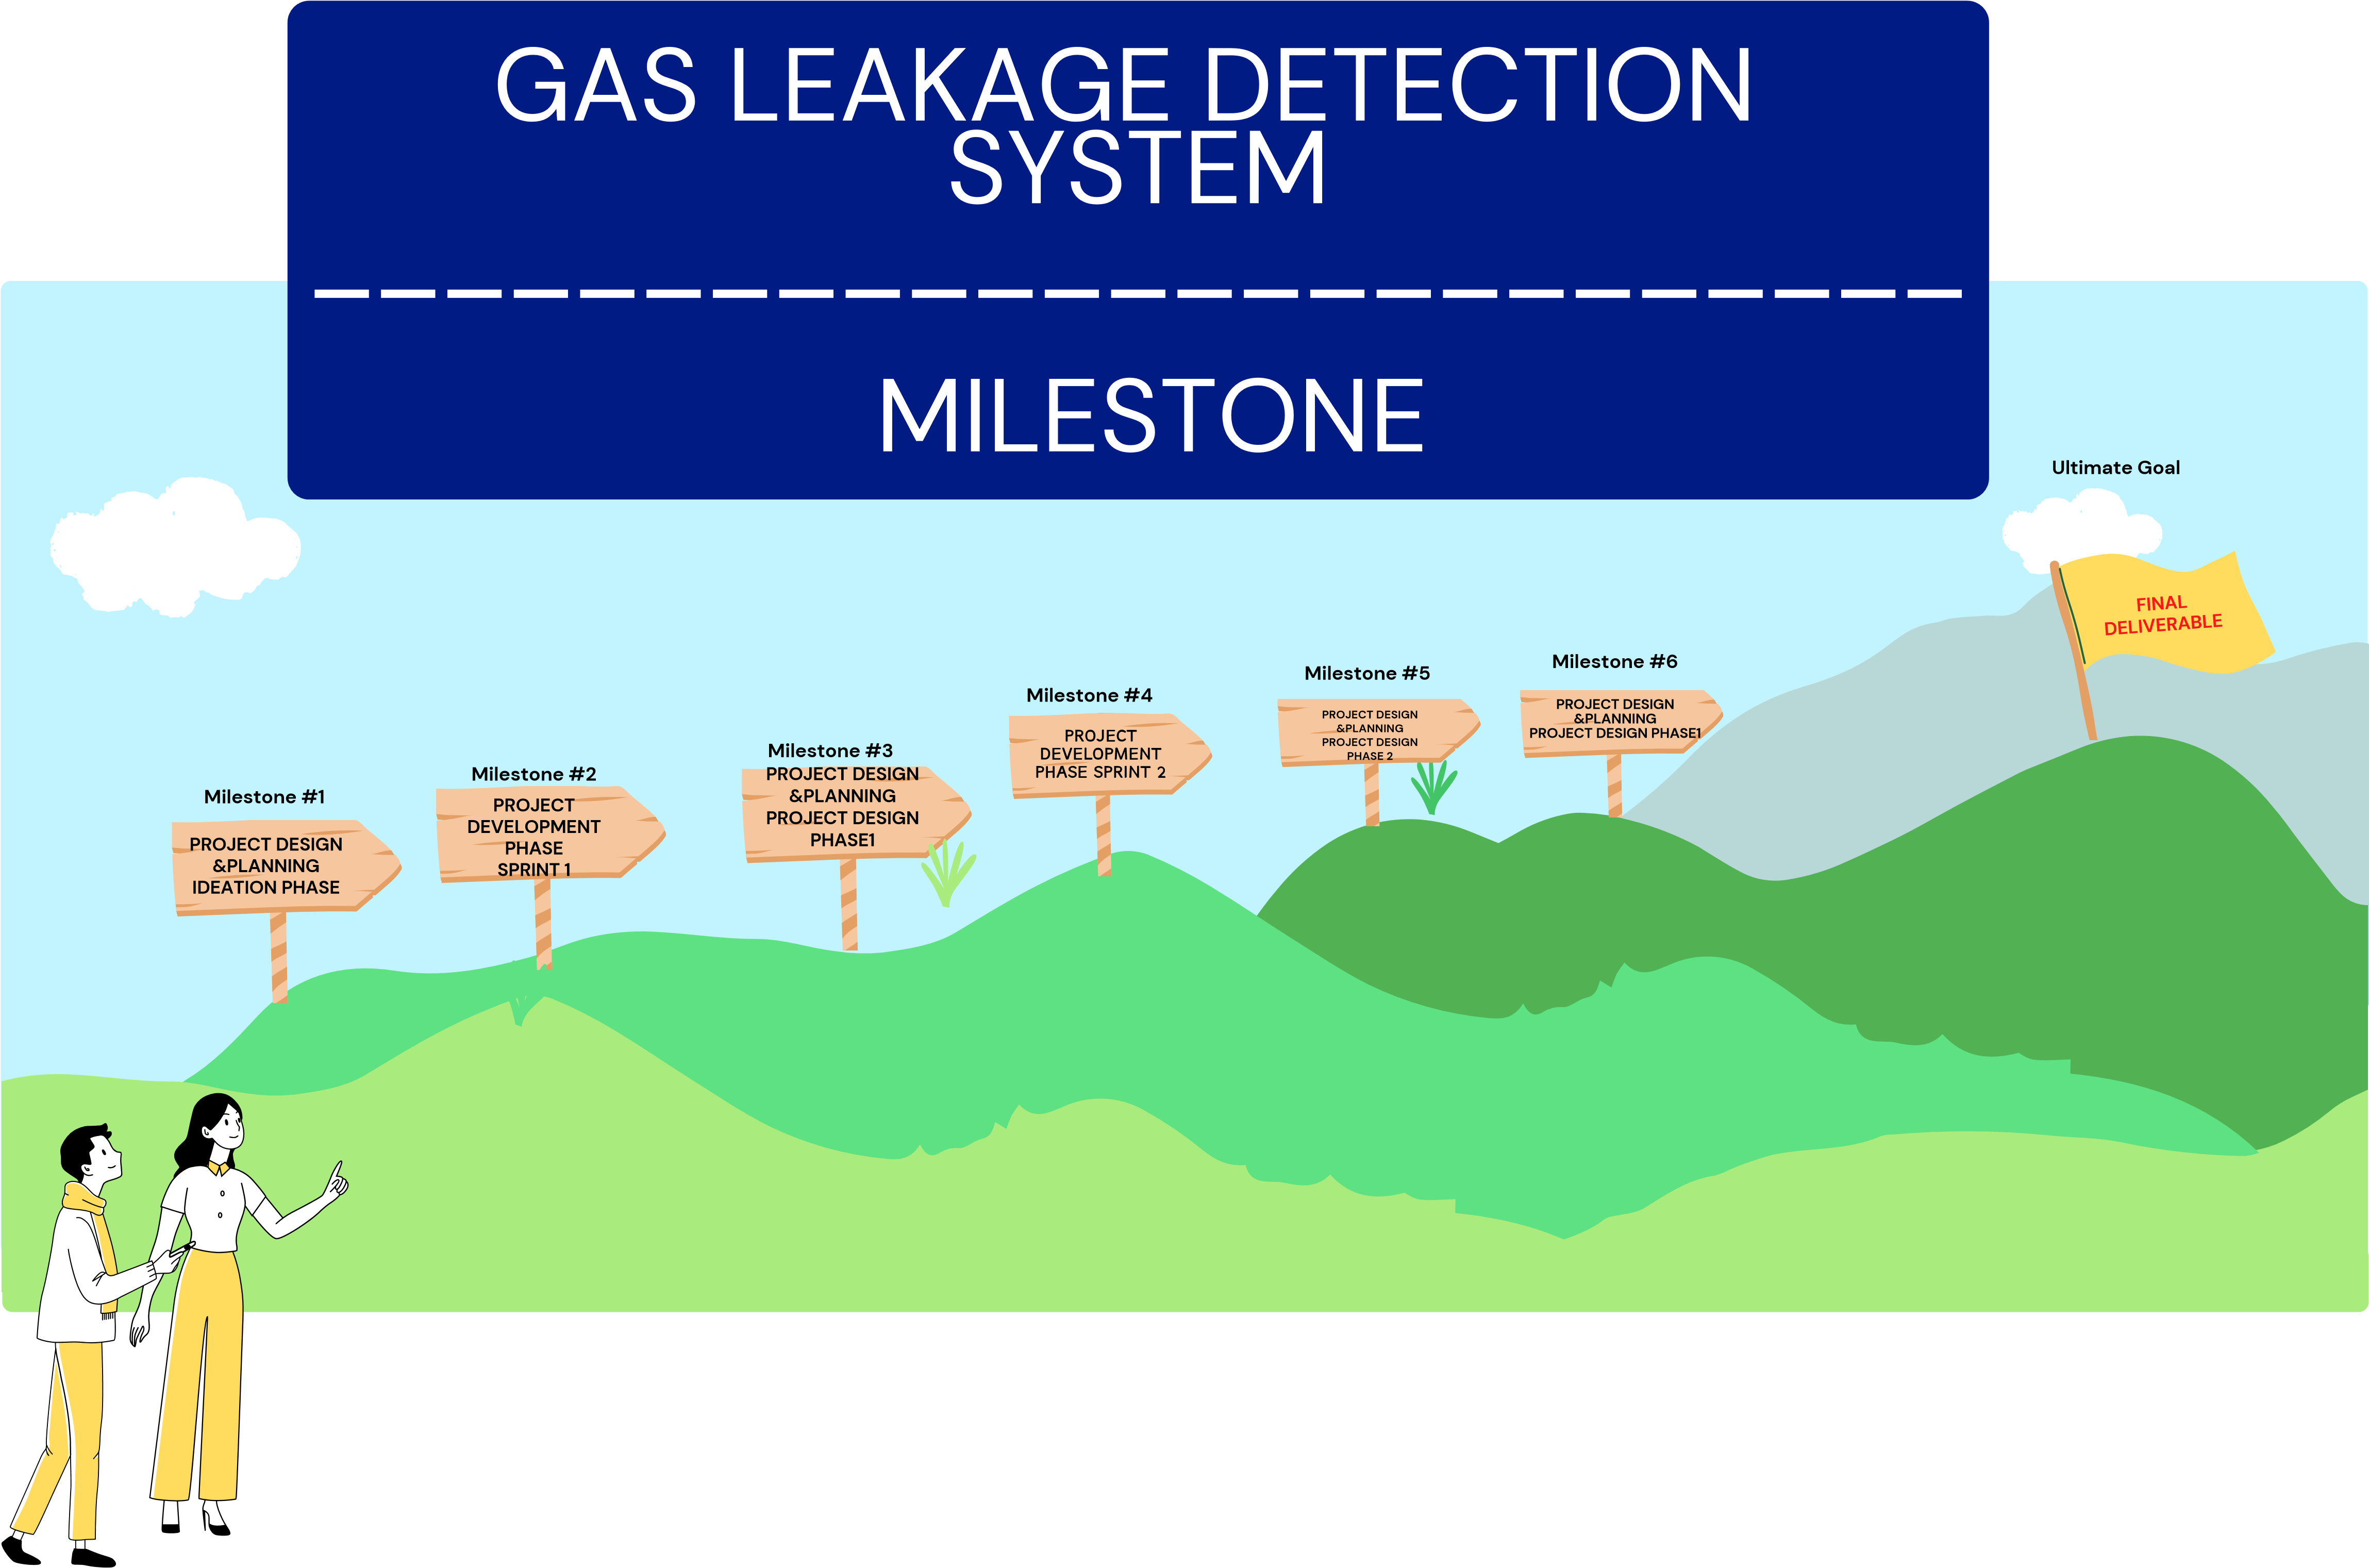 GAS LEAKAGE DETECTION
SYSTEM
MILESTONE
Ultimate Goal
FINAL
DELIVERABLE
Milestone #1
PROJECT DESIGN
&PLANNING
IDEATION PHASE
Milestone #2
PROJECT
DEVELOPMENT
PHASE
SPRINT 1
Milestone #3
PROJECT DESIGN
&PLANNING
PROJECT DESIGN
PHASE1
Milestone #4
PROJECT
DEVELOPMENT
PHASE SPRINT 2
Milestone #5
PROJECT DESIGN
&PLANNING
PROJECT DESIGN
PHASE 2
Milestone #6
PROJECT DESIGN
&PLANNING
PROJECT DESIGN PHASE1